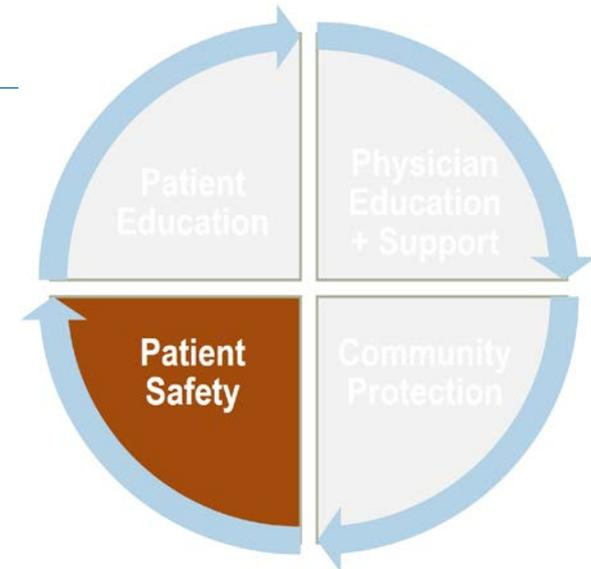 Patient
Education
Physician
Education
+ Support
Patient
Safety
Community
Protection